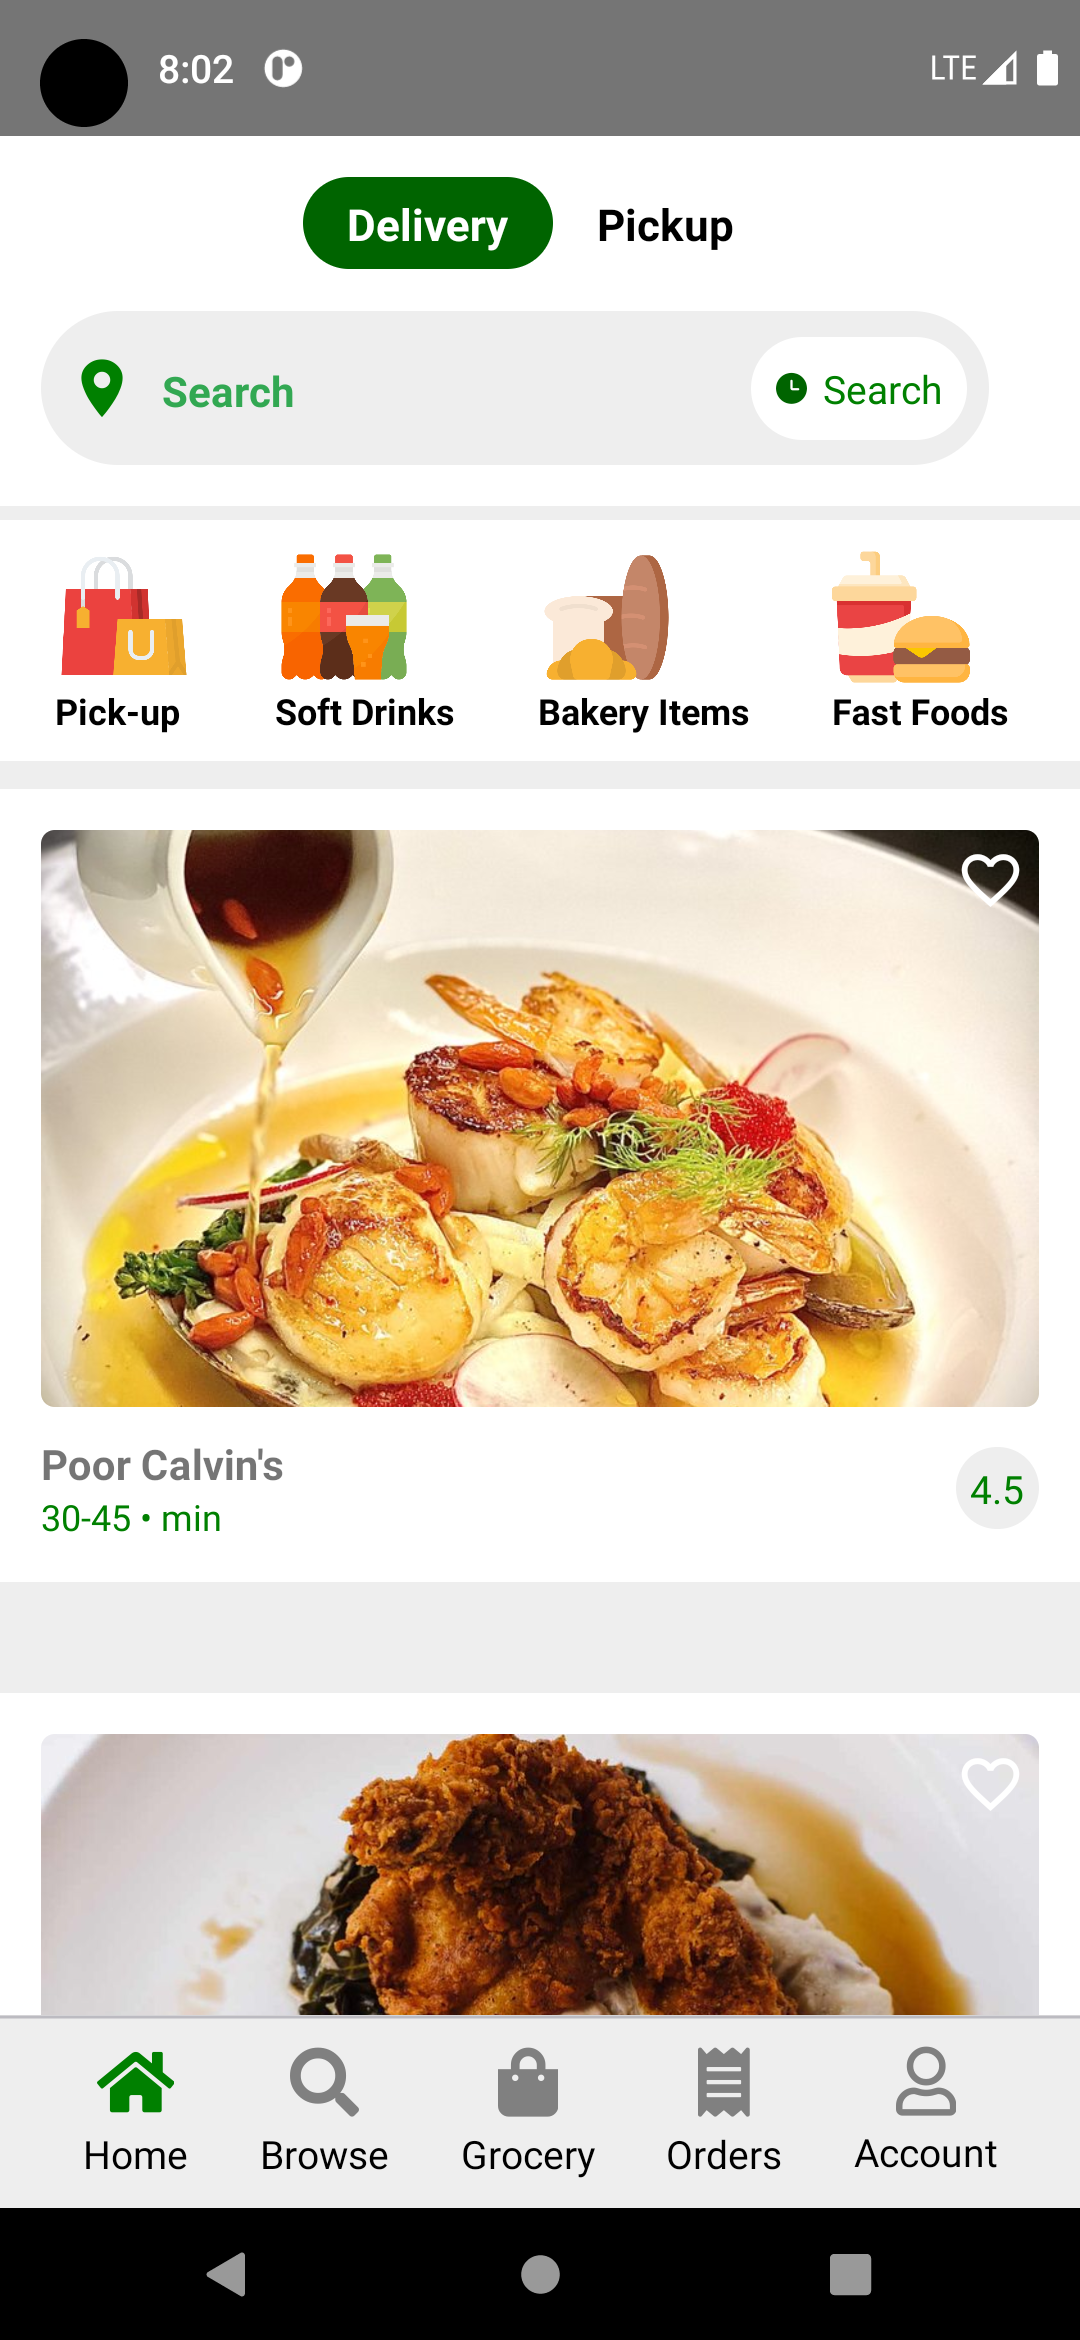 8:02
LTE
Delivery
Pickup
Search
Search
Pick-up
Soft Drinks
Bakery Items
Fast Foods
Poor Calvin's
30-45 • min
4.5
Home
Browse
Grocery
Orders
Account